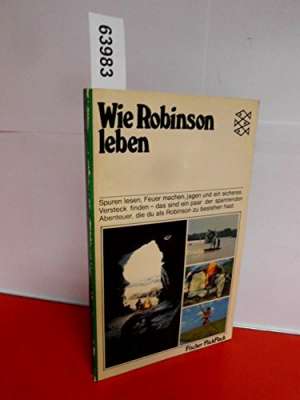 63983
Wie Robinson
leben
Spuren lesen, Feuer machen, jagen und ein sicheres
Versteck finden – das sind ein paar der spannenden
Abenteuer, die du als Robinson zu bestehen hast.
Fischer PickPack